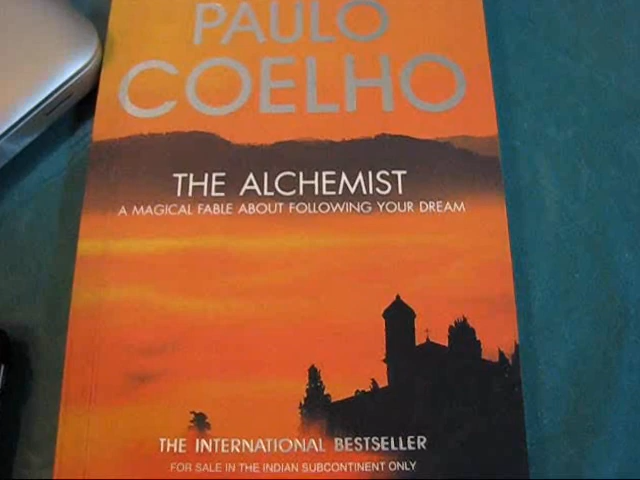 PAULO
COELHO
THE ALCHEMIST
A MAGICAL FABLE ABOUT FOLLOWING YOUR DREAM
THE INTERNATIONAL BESTSELLER
FOR SALE IN THE INDIAN SUBCONTINENT ONLY